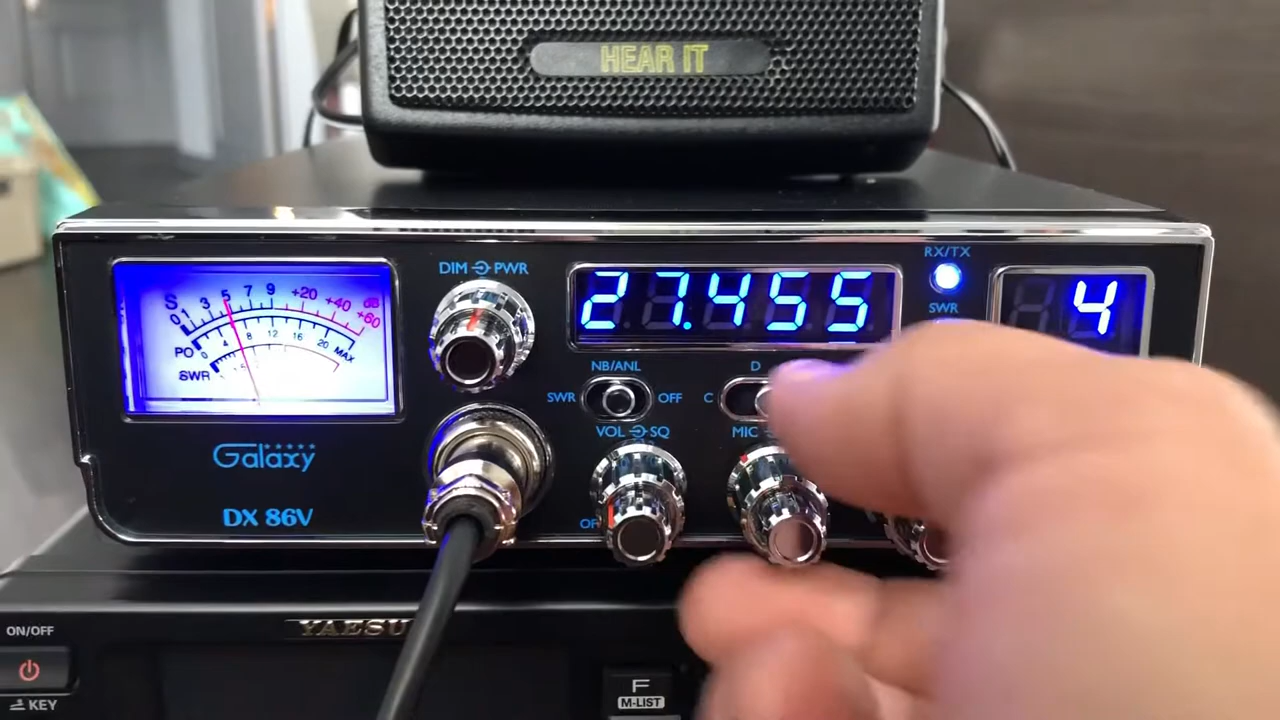 HEAR IT
DIM PWR
27.455
RX/TX
SWR
4
S
0 1 3 5 7 9 +20 +40 +60 dB
PO 0 4 8 12 16 20 MAX
SWR
NB/ANL
SWR OFF
D
C
VOL SQ
MIC
OF
Galaxy
DX 86V
YAESU
ON/OFF
KEY
F
M-LIST